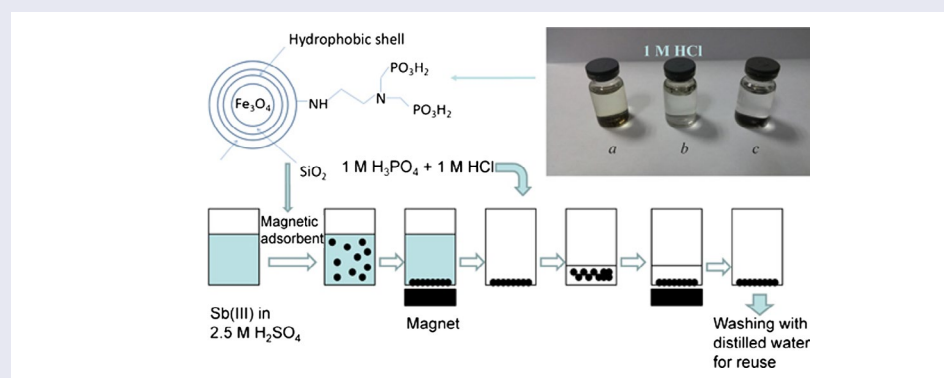 Hydrophobic shell
1 M HCl
PO₃H₂
Fe₃O₄
NH
N
PO₃H₂
a
b
c
SiO₂
1 M H₃PO₄ + 1 M HCl
Magnetic
adsorbent
Sb(III) in
2.5 M H₂SO₄
Magnet
Washing with
distilled water
for reuse